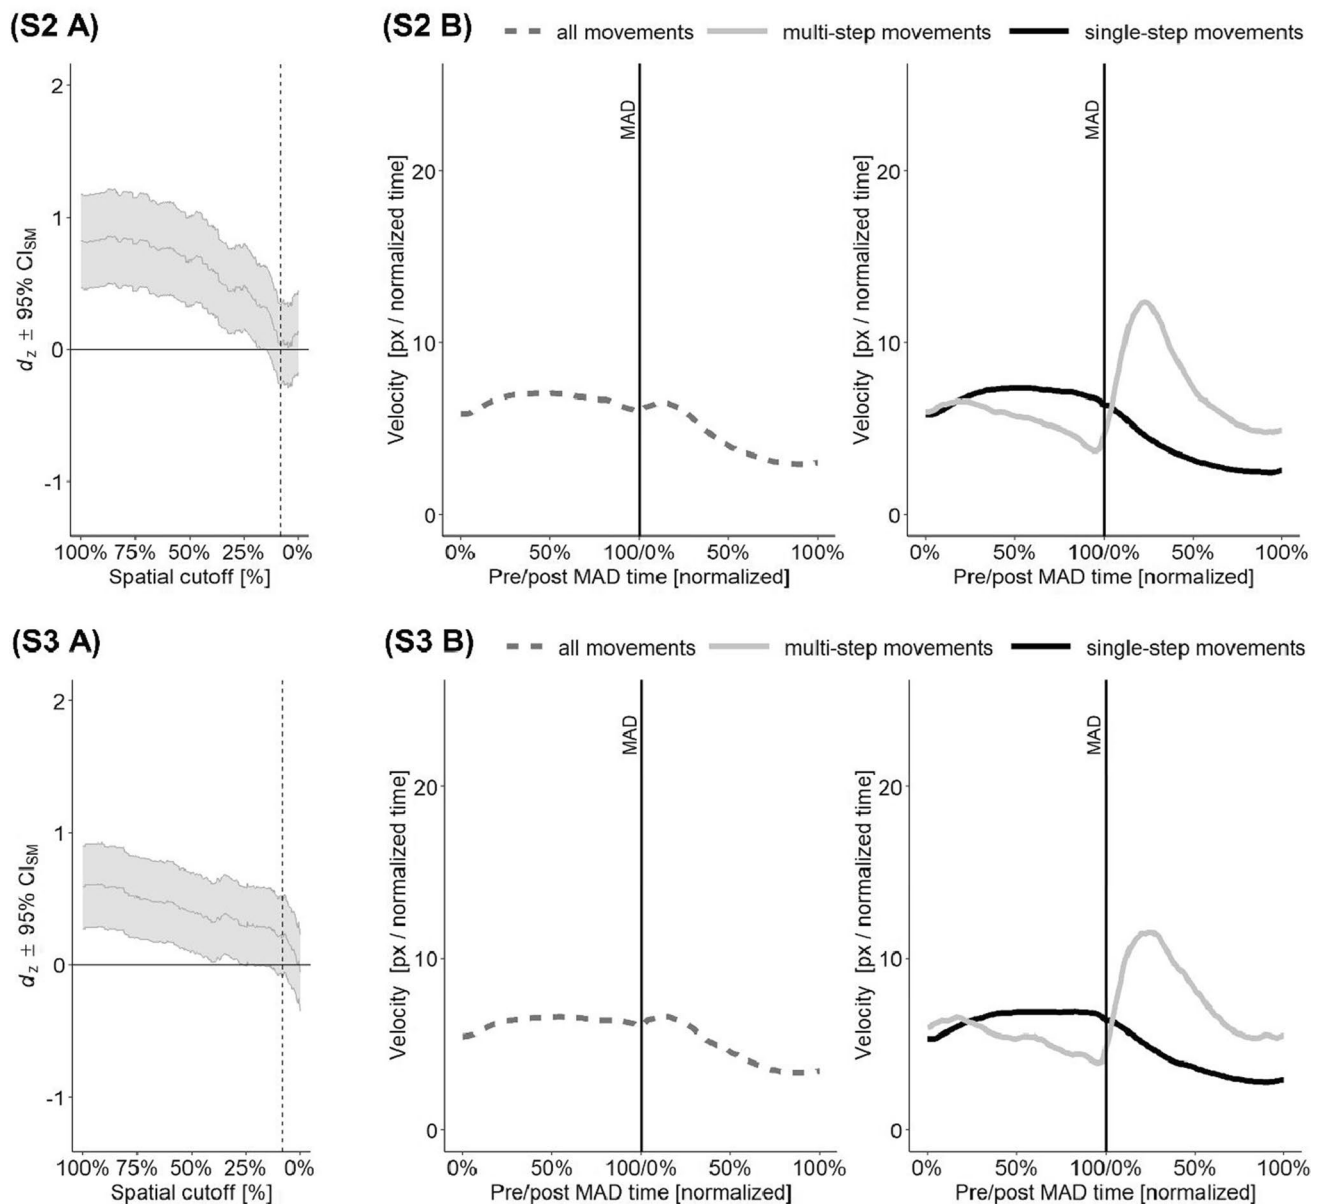 (S2 A)
(S2 B)
all movements multi-step movements single-step movements
2
1
0
-1
dz ± 95% CISM
100% 75% 50% 25% 0%
Spatial cutoff [%]
MAD
20
10
0
Velocity [px / normalized time]
0% 50% 100/0% 50% 100%
Pre/post MAD time [normalized]
MAD
20
10
0
Velocity [px / normalized time]
0% 50% 100/0% 50% 100%
Pre/post MAD time [normalized]
(S3 A)
(S3 B)
all movements multi-step movements single-step movements
2
1
0
-1
dz ± 95% CISM
100% 75% 50% 25% 0%
Spatial cutoff [%]
MAD
20
10
0
Velocity [px / normalized time]
0% 50% 100/0% 50% 100%
Pre/post MAD time [normalized]
MAD
20
10
0
Velocity [px / normalized time]
0% 50% 100/0% 50% 100%
Pre/post MAD time [normalized]